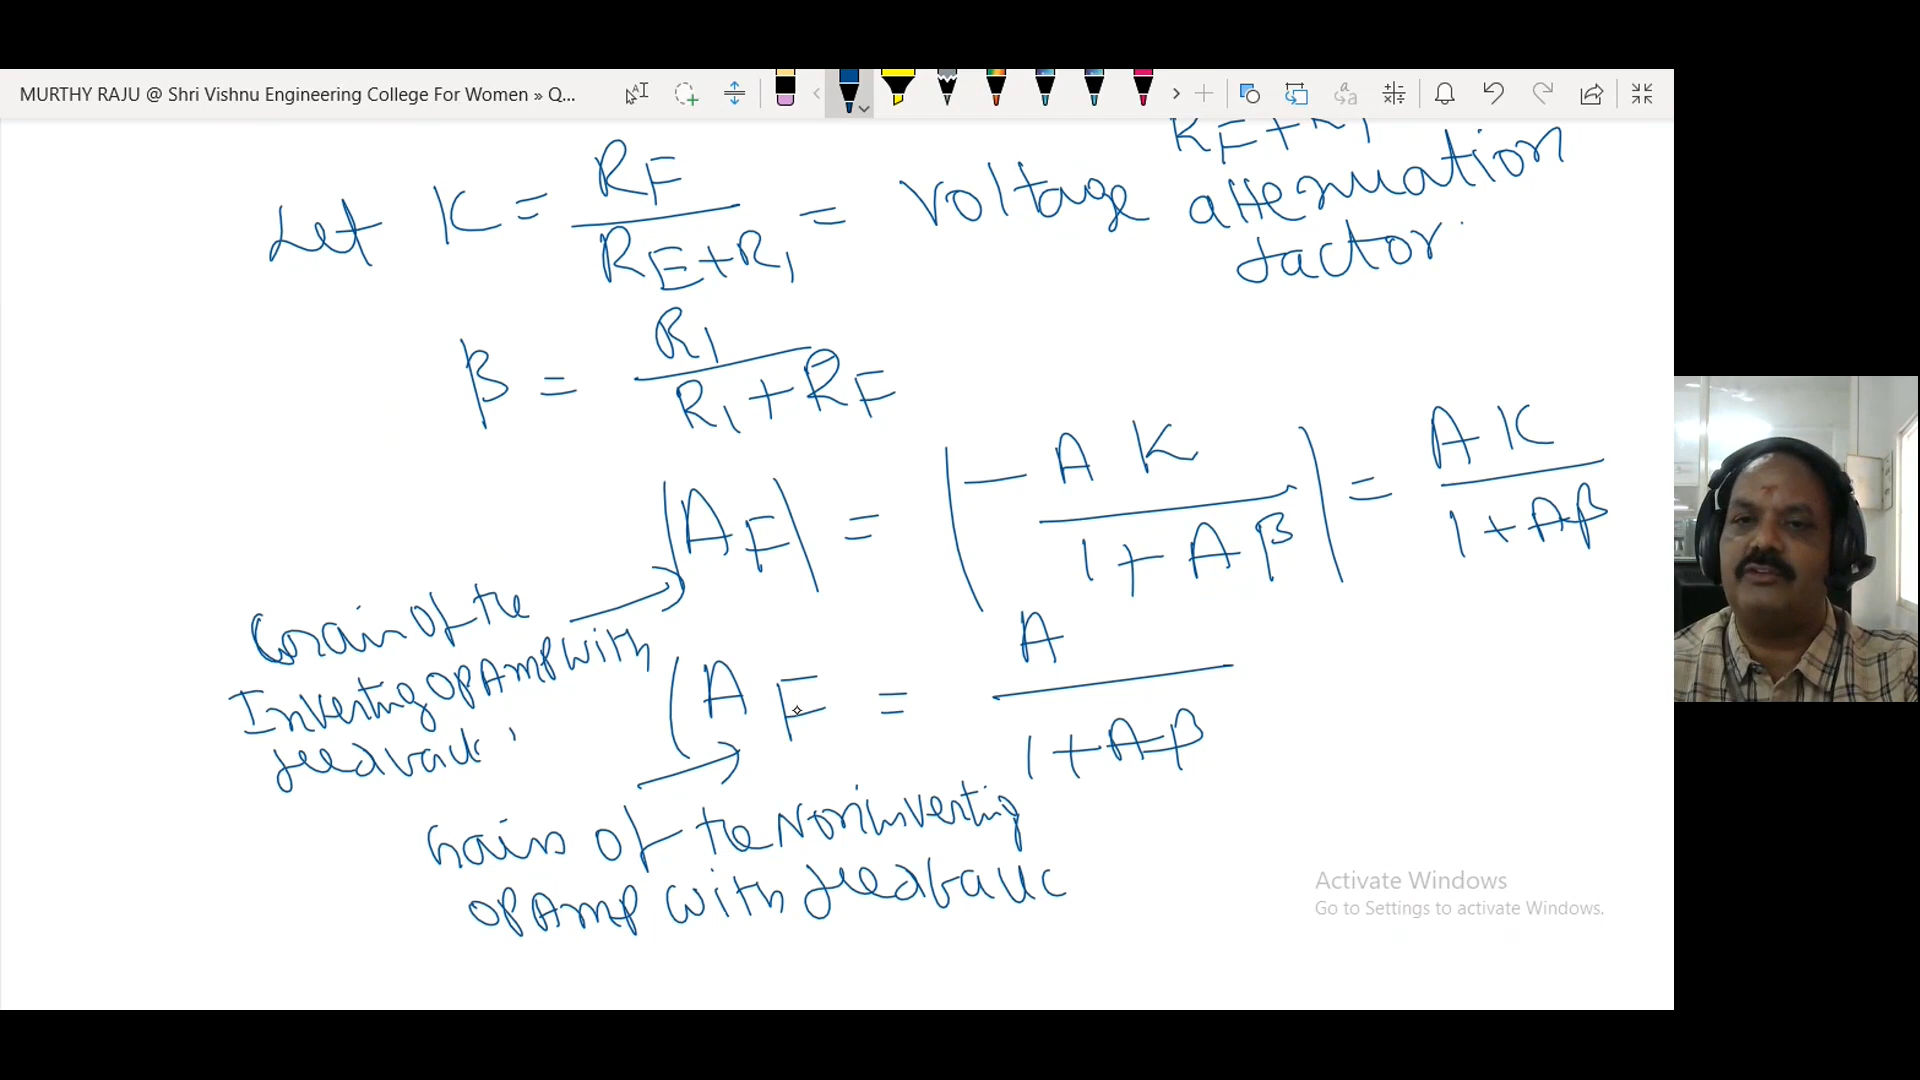 MURTHY RAJU @ Shri Vishnu Engineering College For Women » Q...
RF+R1
Let K = RF / RF+R1 = Voltage attenuation factor
β = R1 / R1+RF
|AF| = |-AK / 1+Aβ| = AK / 1+Aβ
Gain Of the
Inverting OPAmp with
feedback
(AF = A / 1+Aβ
Gain Of the Noninverting
OPAmp with feedback
Activate Windows
Go to Settings to activate Windows.